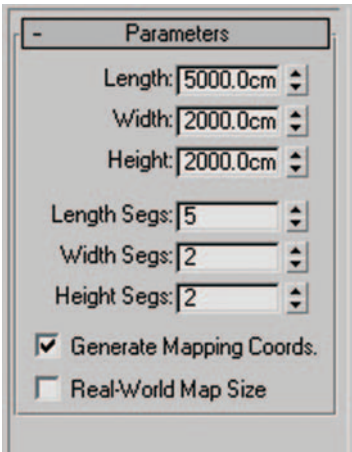 - Parameters
Length: 5000.0cm
Width: 2000.0cm
Height: 2000.0cm
Length Segs: 5
Width Segs: 2
Height Segs: 2
Generate Mapping Coords.
Real-World Map Size